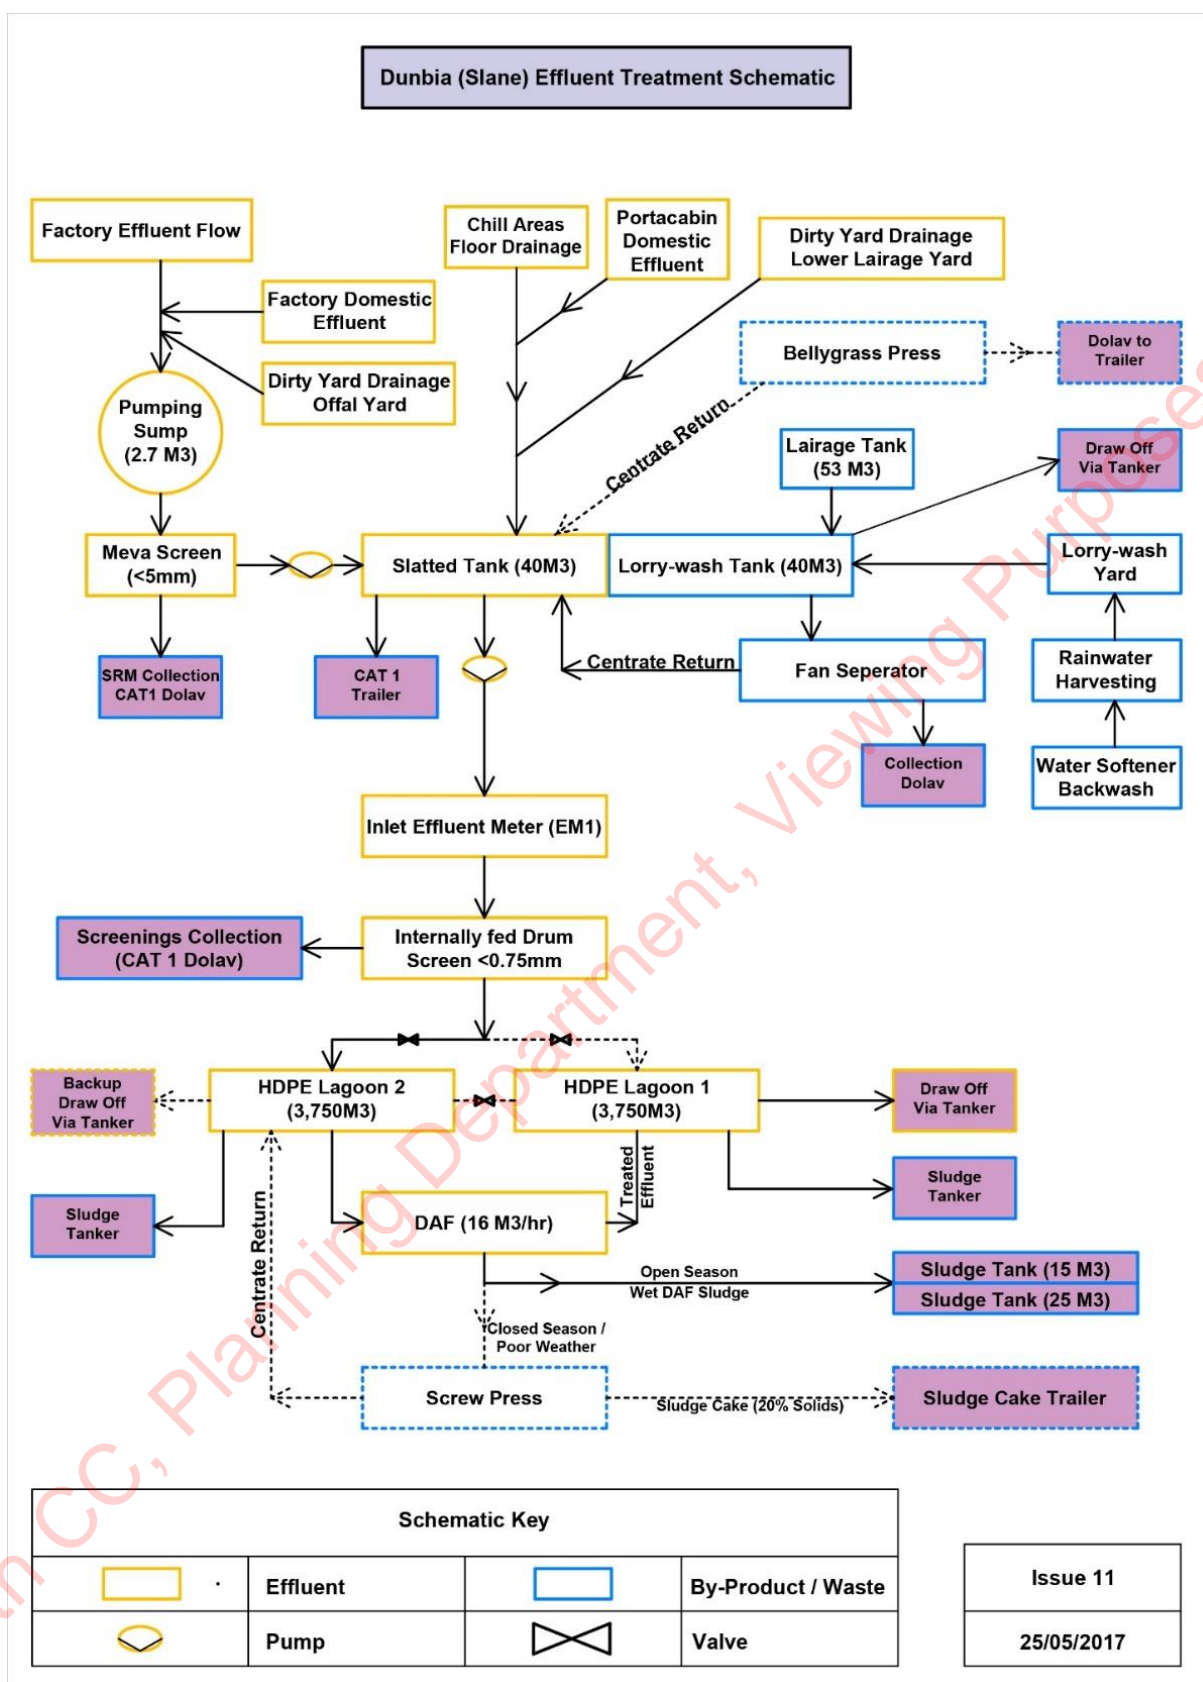 Dunbia (Slane) Effluent Treatment Schematic
Factory Effluent Flow
Chill Areas
Floor Drainage
Portacabin
Domestic
Effluent
Dirty Yard Drainage
Lower Lairage Yard
Factory Domestic
Effluent
Dirty Yard Drainage
Offal Yard
Bellygrass Press
Dolav to
Trailer
Pumping
Sump
(2.7 M3)
Centrate Return
Lairage Tank
(53 M3)
Draw Off
Via Tanker
Meva Screen
(<5mm)
Slatted Tank (40M3)
Lorry-wash Tank (40M3)
Lorry-wash
Yard
SRM Collection
CAT1 Dolav
CAT 1
Trailer
Centrate Return
Fan Seperator
Rainwater
Harvesting
Collection
Dolav
Water Softener
Backwash
Inlet Effluent Meter (EM1)
Screenings Collection
(CAT 1 Dolav)
Internally fed Drum
Screen <0.75mm
Backup
Draw Off
Via Tanker
HDPE Lagoon 2
(3,750M3)
HDPE Lagoon 1
(3,750M3)
Draw Off
Via Tanker
Treated
Effluent
Sludge
Tanker
Sludge
Tanker
DAF (16 M3/hr)
Centrate Return
Open Season
Wet DAF Sludge
Sludge Tank (15 M3)
Sludge Tank (25 M3)
Closed Season /
Poor Weather
Screw Press
Sludge Cake (20% Solids)
Sludge Cake Trailer
Schematic Key
Effluent
By-Product / Waste
Pump
Valve
Issue 11
25/05/2017
CC, Planning Department, Viewing Purposes